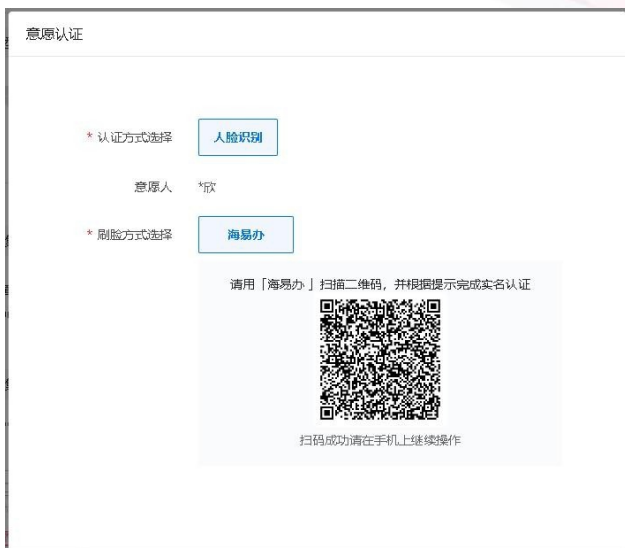 意愿认证
* 认证方式选择 人脸识别
意愿人 *欣
* 刷脸方式选择 海易办
请用「海易办」扫描二维码，并根据提示完成实名认证
扫码成功请在手机上继续操作